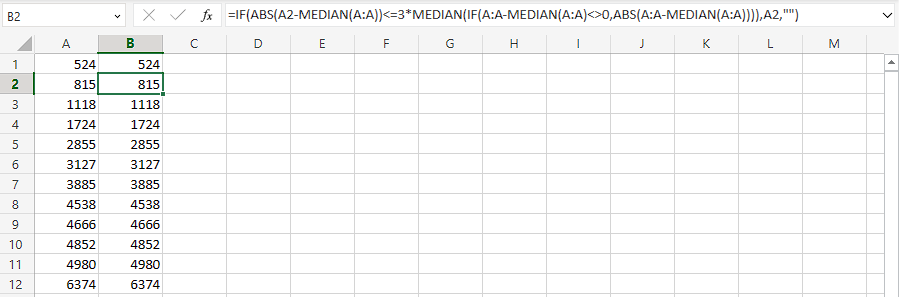 B2 fx =IF(ABS(A2-MEDIAN(A:A))<=3*MEDIAN(IF(A:A-MEDIAN(A:A)<>0,ABS(A:A-MEDIAN(A:A)))),A2,"")
A B C D E F G H I J K L M
1 524 524
2 815 815
3 1118 1118
4 1724 1724
5 2855 2855
6 3127 3127
7 3885 3885
8 4538 4538
9 4666 4666
10 4852 4852
11 4980 4980
12 6374 6374